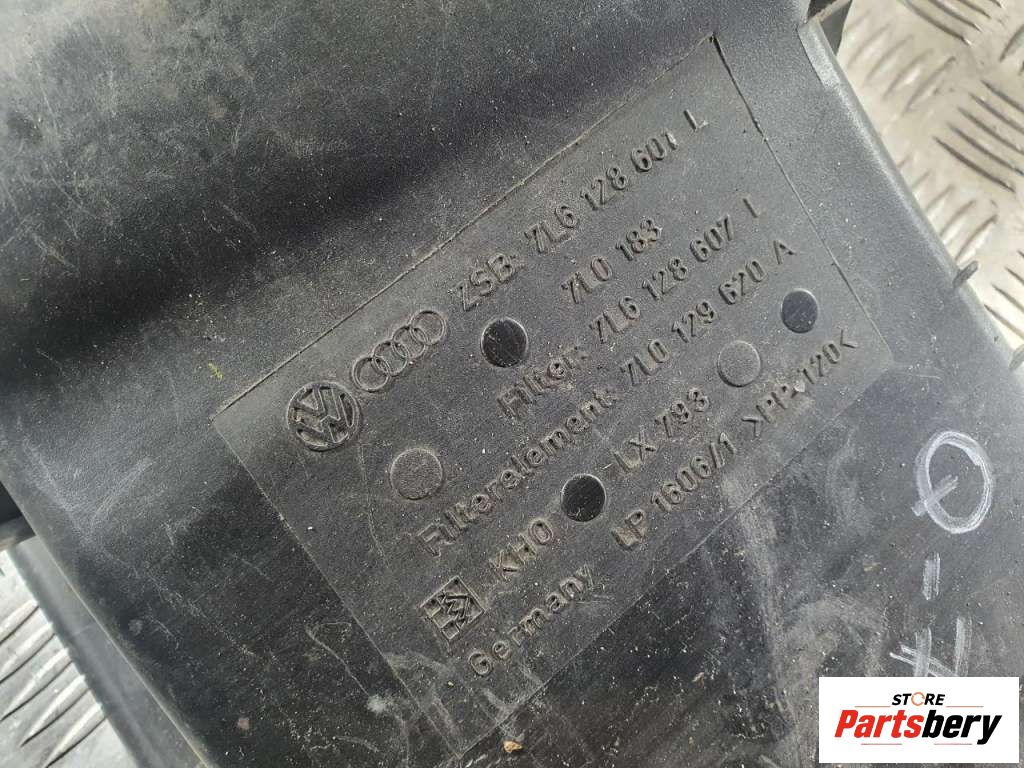 ZSB: 7L6 128 601 L
7L0 183
Filter: 7L6 128 607 I
Filterelement: 7L0 129 620 A
KHO LX 793
LP 1606/1 >PP.T20<
Germany
STORE
Partsbery